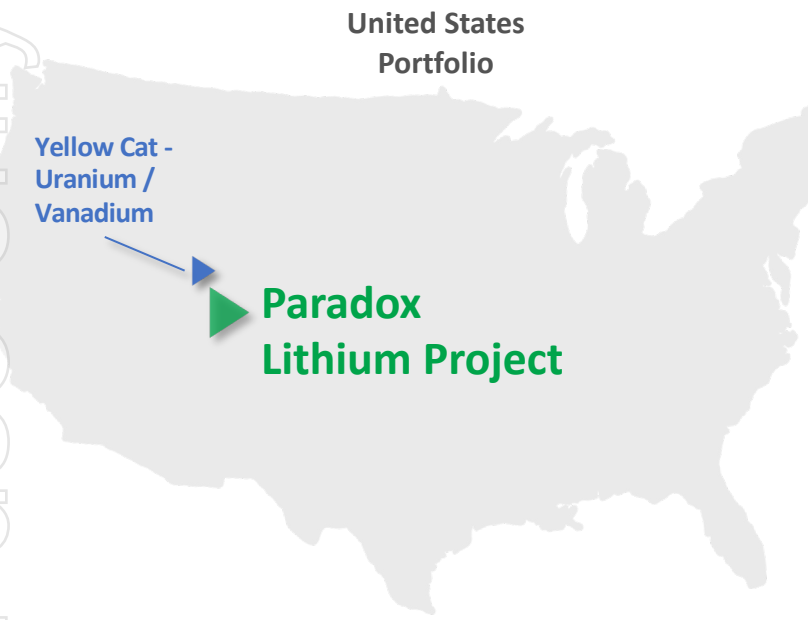 United States
Portfolio
Yellow Cat -
Uranium /
Vanadium
Paradox
Lithium Project